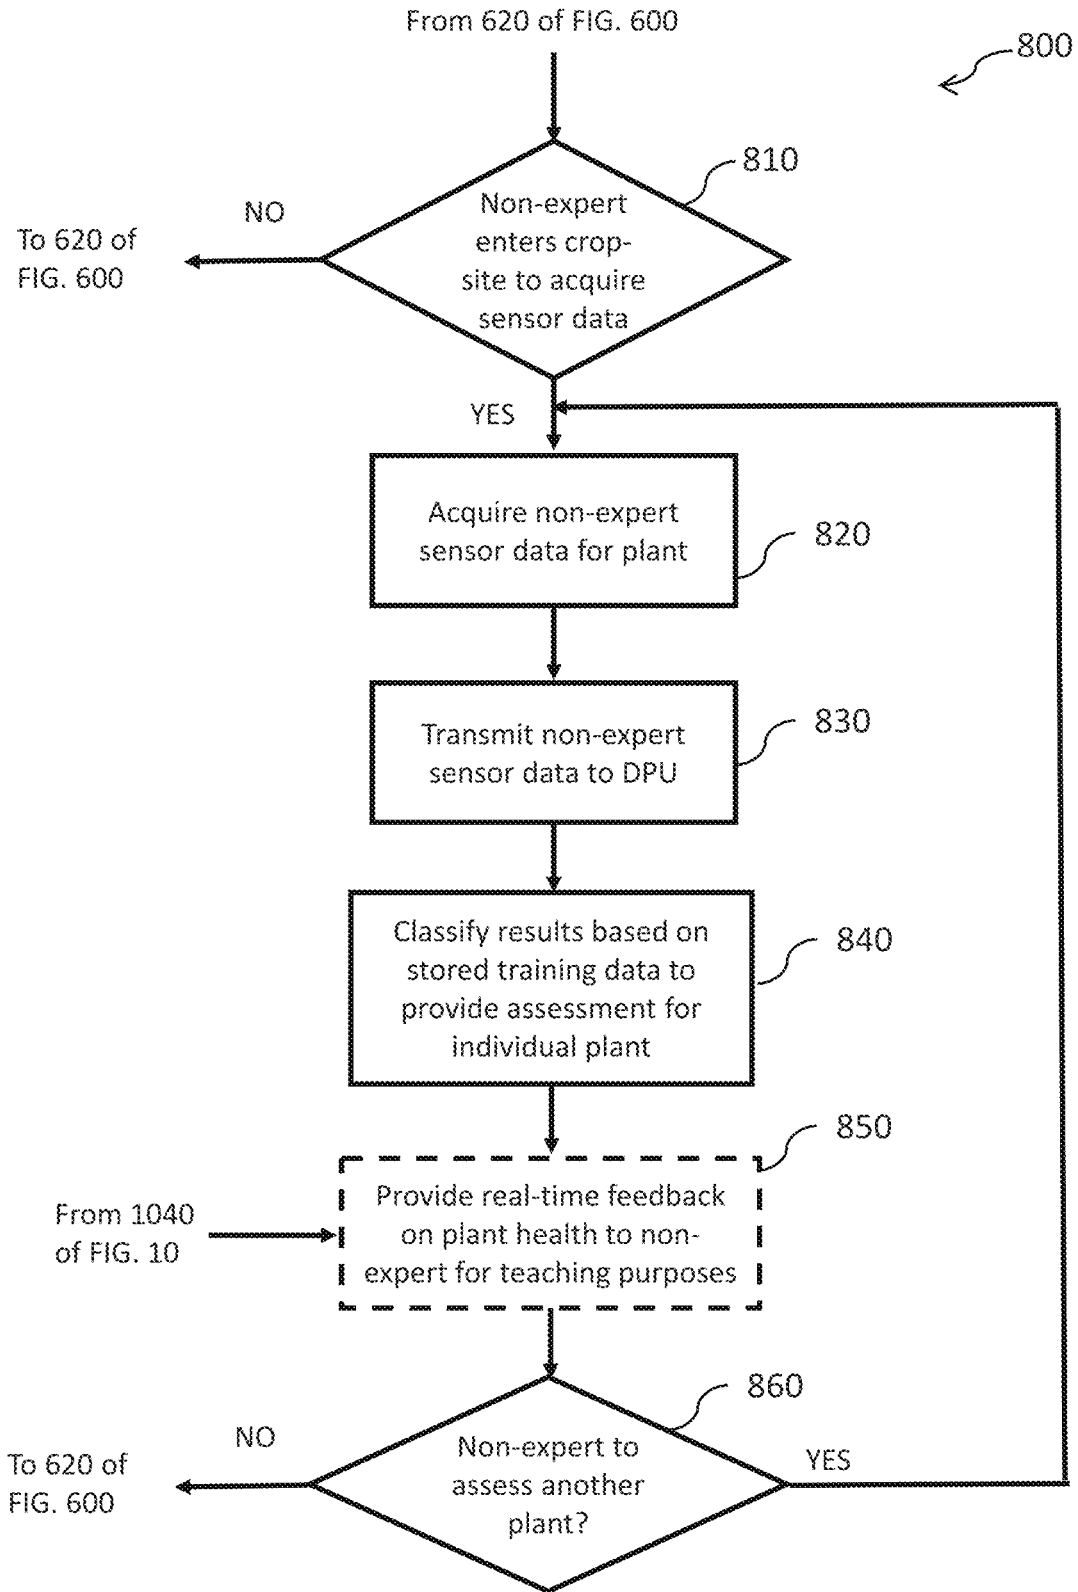 From 620 of FIG. 600
800
810
Non-expert
enters crop-
site to acquire
sensor data
NO
To 620 of
FIG. 600
YES
Acquire non-expert
sensor data for plant
820
Transmit non-expert
sensor data to DPU
830
Classify results based on
stored training data to
provide assessment for
individual plant
840
850
Provide real-time feedback
on plant health to non-
expert for teaching purposes
From 1040
of FIG. 10
860
Non-expert to
assess another
plant?
NO
To 620 of
FIG. 600
YES